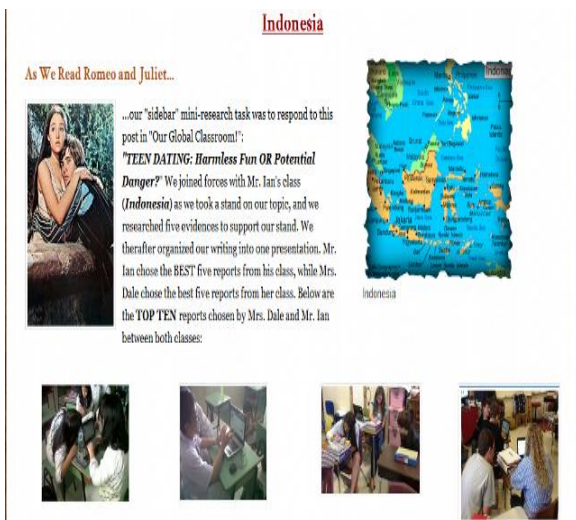 Indonesia
As We Read Romeo and Juliet...
...our "sidebar" mini-research task was to respond to this
post in "Our Global Classroom!":
"TEEN DATING: Harmless Fun OR Potential
Danger?" We joined forces with Mr. Ian's class
(Indonesia) as we took a stand on our topic, and we
researched five evidences to support our stand. We
therafter organized our writing into one presentation. Mr.
Ian chose the BEST five reports from his class, while Mrs.
Dale chose the best five reports from her class. Below are
the TOP TEN reports chosen by Mrs. Dale and Mr. Ian
between both classes:
Brunei
Malaysia
Jakarta
Indonesia